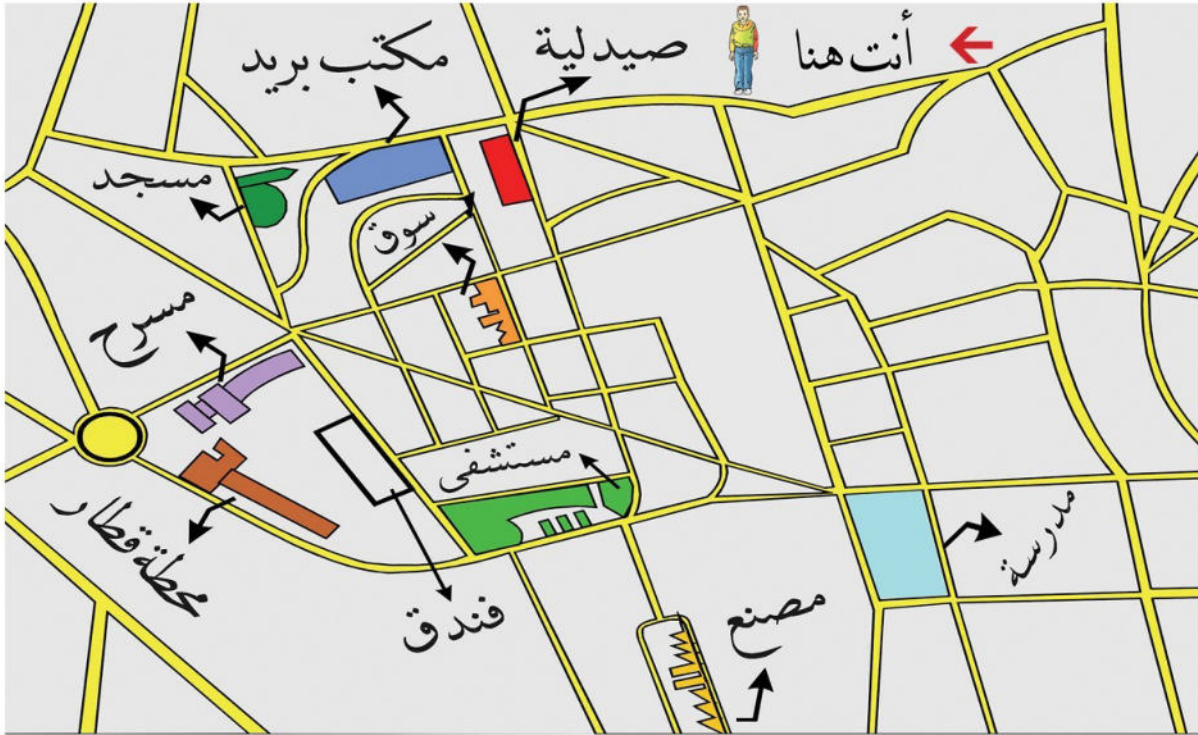 أنت هنا
صيدلية
مكتب بريد
مسجد
سوق
مسرح
مستشفى
محطة قطار
فندق
مدرسة
مصنع